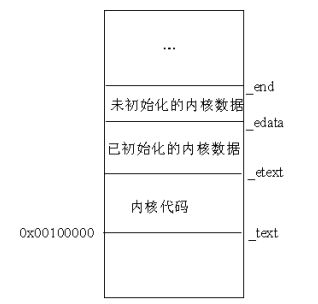 ...
_end
未初始化的内核数据
_edata
已初始化的内核数据
_etext
内核代码
0x00100000
_text